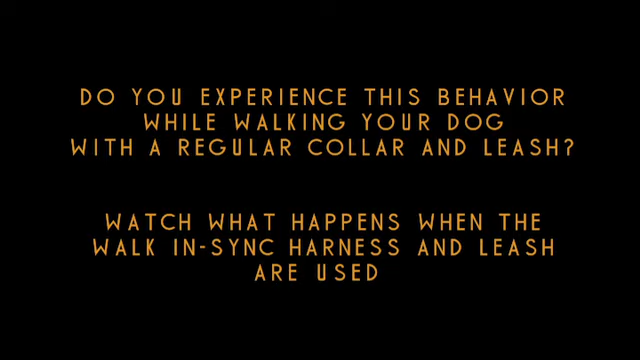 DO YOU EXPERIENCE THIS BEHAVIOR
WHILE WALKING YOUR DOG
WITH A REGULAR COLLAR AND LEASH?
WATCH WHAT HAPPENS WHEN THE
WALK IN-SYNC HARNESS AND LEASH
ARE USED